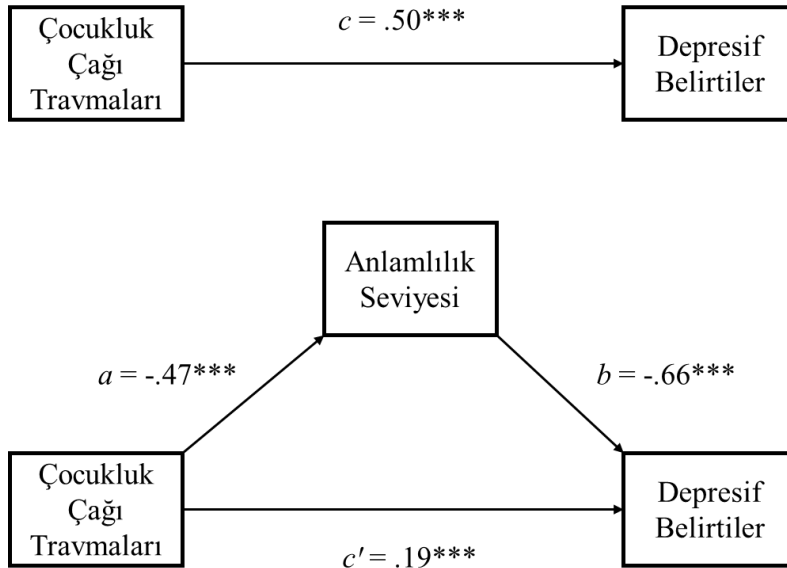 Çocukluk
Çağı
Travmaları
c = .50***
Depresif
Belirtiler
Anlamlılık
Seviyesi
a = -.47***
b = -.66***
Çocukluk
Çağı
Travmaları
c' = .19***
Depresif
Belirtiler